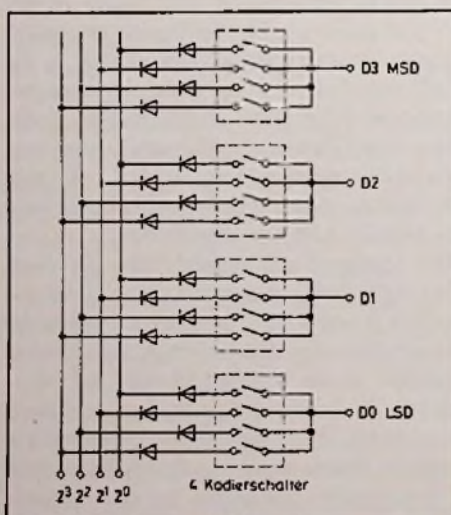 D3 MSD
D2
D1
D0 LSD
2³ 2² 2¹ 2⁰
4 Kodierschalter